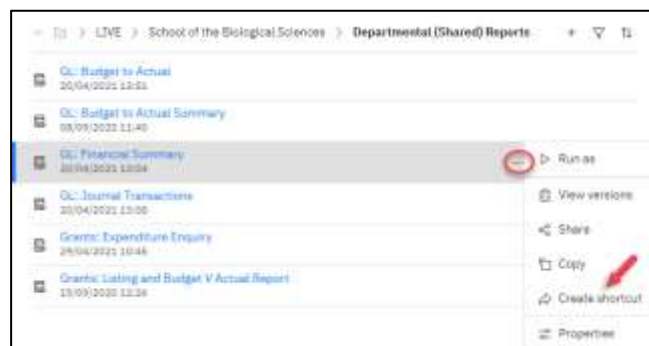 LIVE > School of the Biological Sciences > Departmental (Shared) Reports
GL: Budget to Actual
20/04/2021 13:51
GL: Budget to Actual Summary
08/09/2020 11:40
GL: Financial Summary
20/04/2021 13:04
GL: Journal Transactions
20/04/2021 13:08
Grants: Expenditure Enquiry
29/04/2021 10:46
Grants: Listing and Budget V Actual Report
15/09/2020 12:26
Run as
View versions
Share
Copy
Create shortcut
Properties